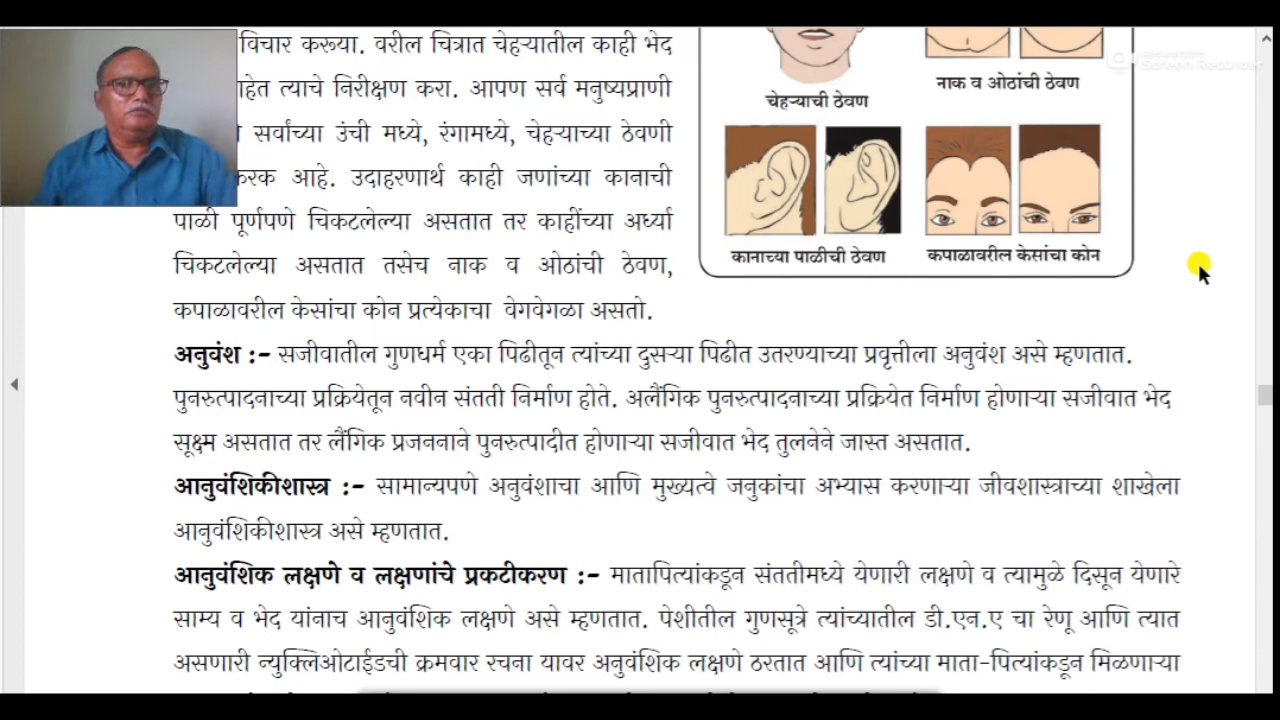 विचार करूया. वरील चित्रात चेहऱ्यातील काही भेद
आहेत त्याचे निरीक्षण करा. आपण सर्व मनुष्यप्राणी
सर्वांच्या उंची मध्ये, रंगामध्ये, चेहऱ्याच्या ठेवणी
फरक आहे. उदाहरणार्थ काही जणांच्या कानाची
पाळी पूर्णपणे चिकटलेल्या असतात तर काहींच्या अर्ध्या
चिकटलेल्या असतात तसेच नाक व ओठांची ठेवण,
कपाळावरील केसांचा कोन प्रत्येकाचा वेगवेगळा असतो.
चेहऱ्याची ठेवण
नाक व ओठांची ठेवण
कानाच्या पाळीची ठेवण
कपाळावरील केसांचा कोन
Screen Recorder
अनुवंश :- सजीवातील गुणधर्म एका पिढीतून त्यांच्या दुसऱ्या पिढीत उतरण्याच्या प्रवृत्तीला अनुवंश असे म्हणतात.
पुनरुत्पादनाच्या प्रक्रियेतून नवीन संतती निर्माण होते. अलैंगिक पुनरुत्पादनाच्या प्रक्रियेत निर्माण होणाऱ्या सजीवात भेद
सूक्ष्म असतात तर लैंगिक प्रजननाने पुनरुत्पादीत होणाऱ्या सजीवात भेद तुलनेने जास्त असतात.
आनुवंशिकीशास्त्र :- सामान्यपणे अनुवंशाचा आणि मुख्यत्वे जनुकांचा अभ्यास करणाऱ्या जीवशास्त्राच्या शाखेला
आनुवंशिकीशास्त्र असे म्हणतात.
आनुवंशिक लक्षणे व लक्षणांचे प्रकटीकरण :- मातापित्यांकडून संततीमध्ये येणारी लक्षणे व त्यामुळे दिसून येणारे
साम्य व भेद यांनाच आनुवंशिक लक्षणे असे म्हणतात. पेशीतील गुणसूत्रे त्यांच्यातील डी.एन.ए चा रेणू आणि त्यात
असणारी न्युक्लिओटाईडची क्रमवार रचना यावर अनुवंशिक लक्षणे ठरतात आणि त्यांच्या माता-पित्यांकडून मिळणाऱ्या